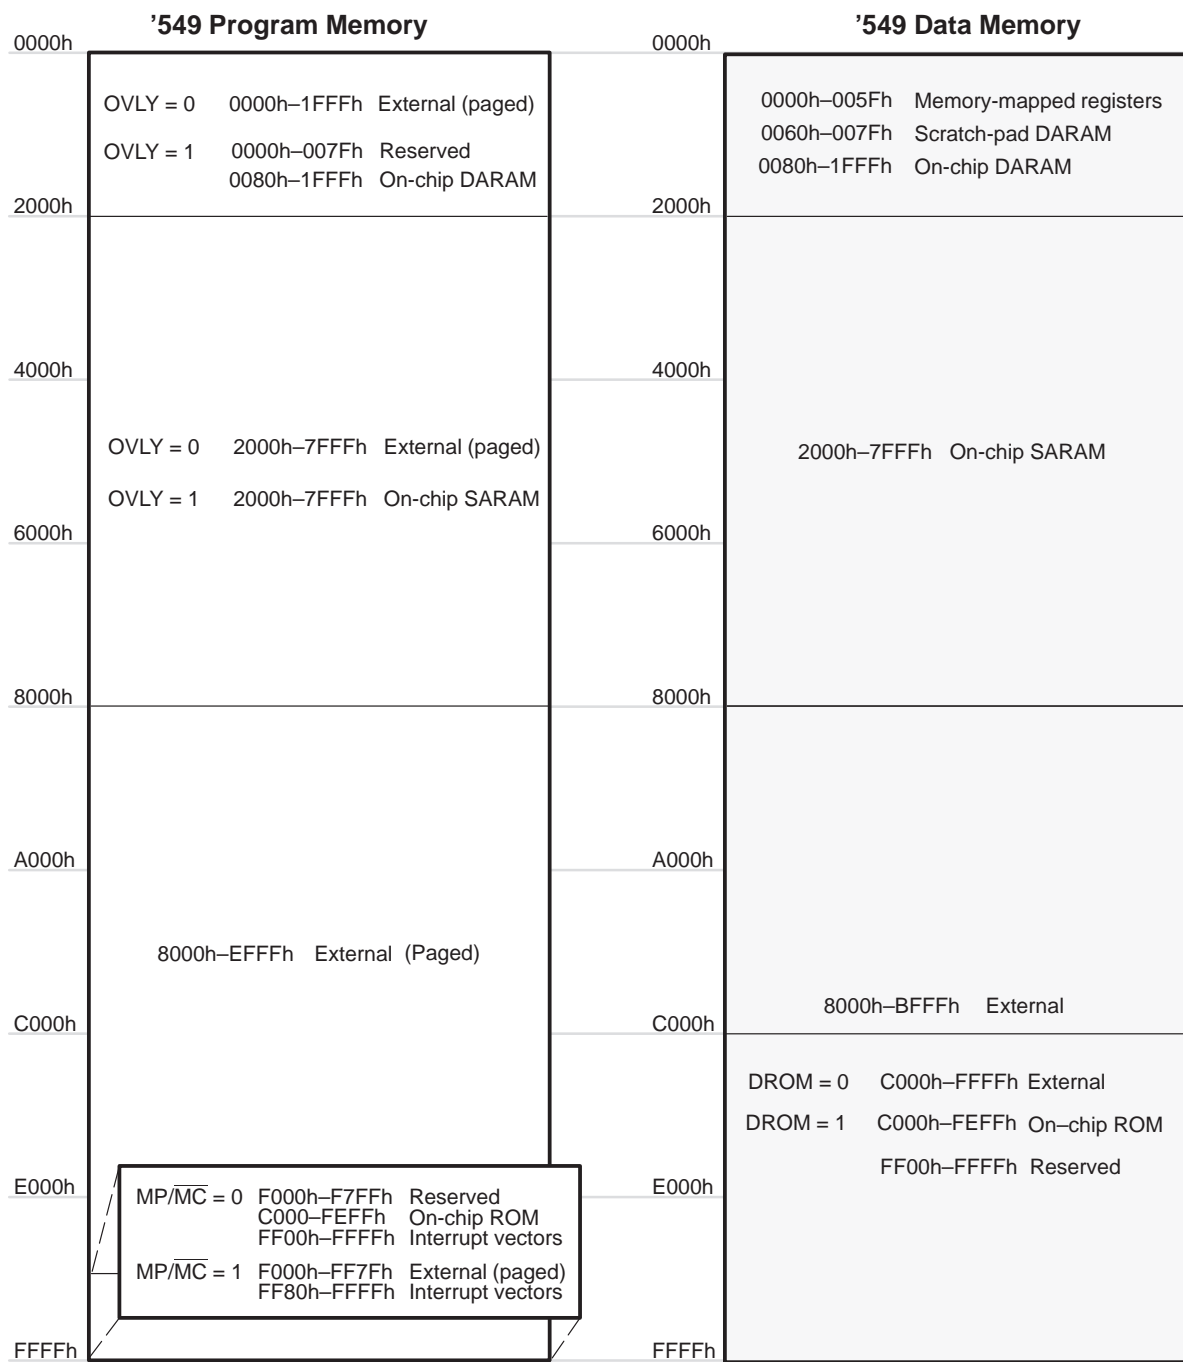 '549 Program Memory
'549 Data Memory
0000h
0000h
OVLY = 0 0000h–1FFFh External (paged)
OVLY = 1 0000h–007Fh Reserved
0080h–1FFFh On-chip DARAM
0000h–005Fh Memory-mapped registers
0060h–007Fh Scratch-pad DARAM
0080h–1FFFh On-chip DARAM
2000h
2000h
4000h
4000h
OVLY = 0 2000h–7FFFh External (paged)
OVLY = 1 2000h–7FFFh On-chip SARAM
2000h–7FFFh On-chip SARAM
6000h
6000h
8000h
8000h
A000h
A000h
8000h–EFFFh External (Paged)
8000h–BFFFh External
C000h
C000h
DROM = 0 C000h–FFFFh External
DROM = 1 C000h–FEFFh On–chip ROM
FF00h–FFFFh Reserved
E000h
E000h
MP/M̅C̅ = 0 F000h–F7FFh Reserved
C000–FEFFh On-chip ROM
FF00h–FFFFh Interrupt vectors
MP/M̅C̅ = 1 F000h–FF7Fh External (paged)
FF80h–FFFFh Interrupt vectors
FFFFh
FFFFh